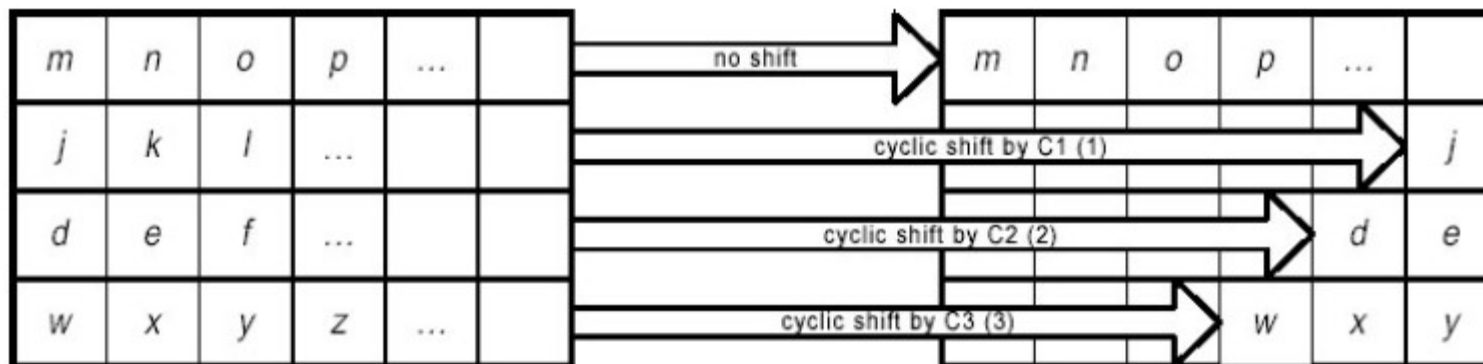 m n o p ... no shift m n o p ...
j k l ... cyclic shift by C1 (1) j
d e f ... cyclic shift by C2 (2) d e
w x y z ... cyclic shift by C3 (3) w x y